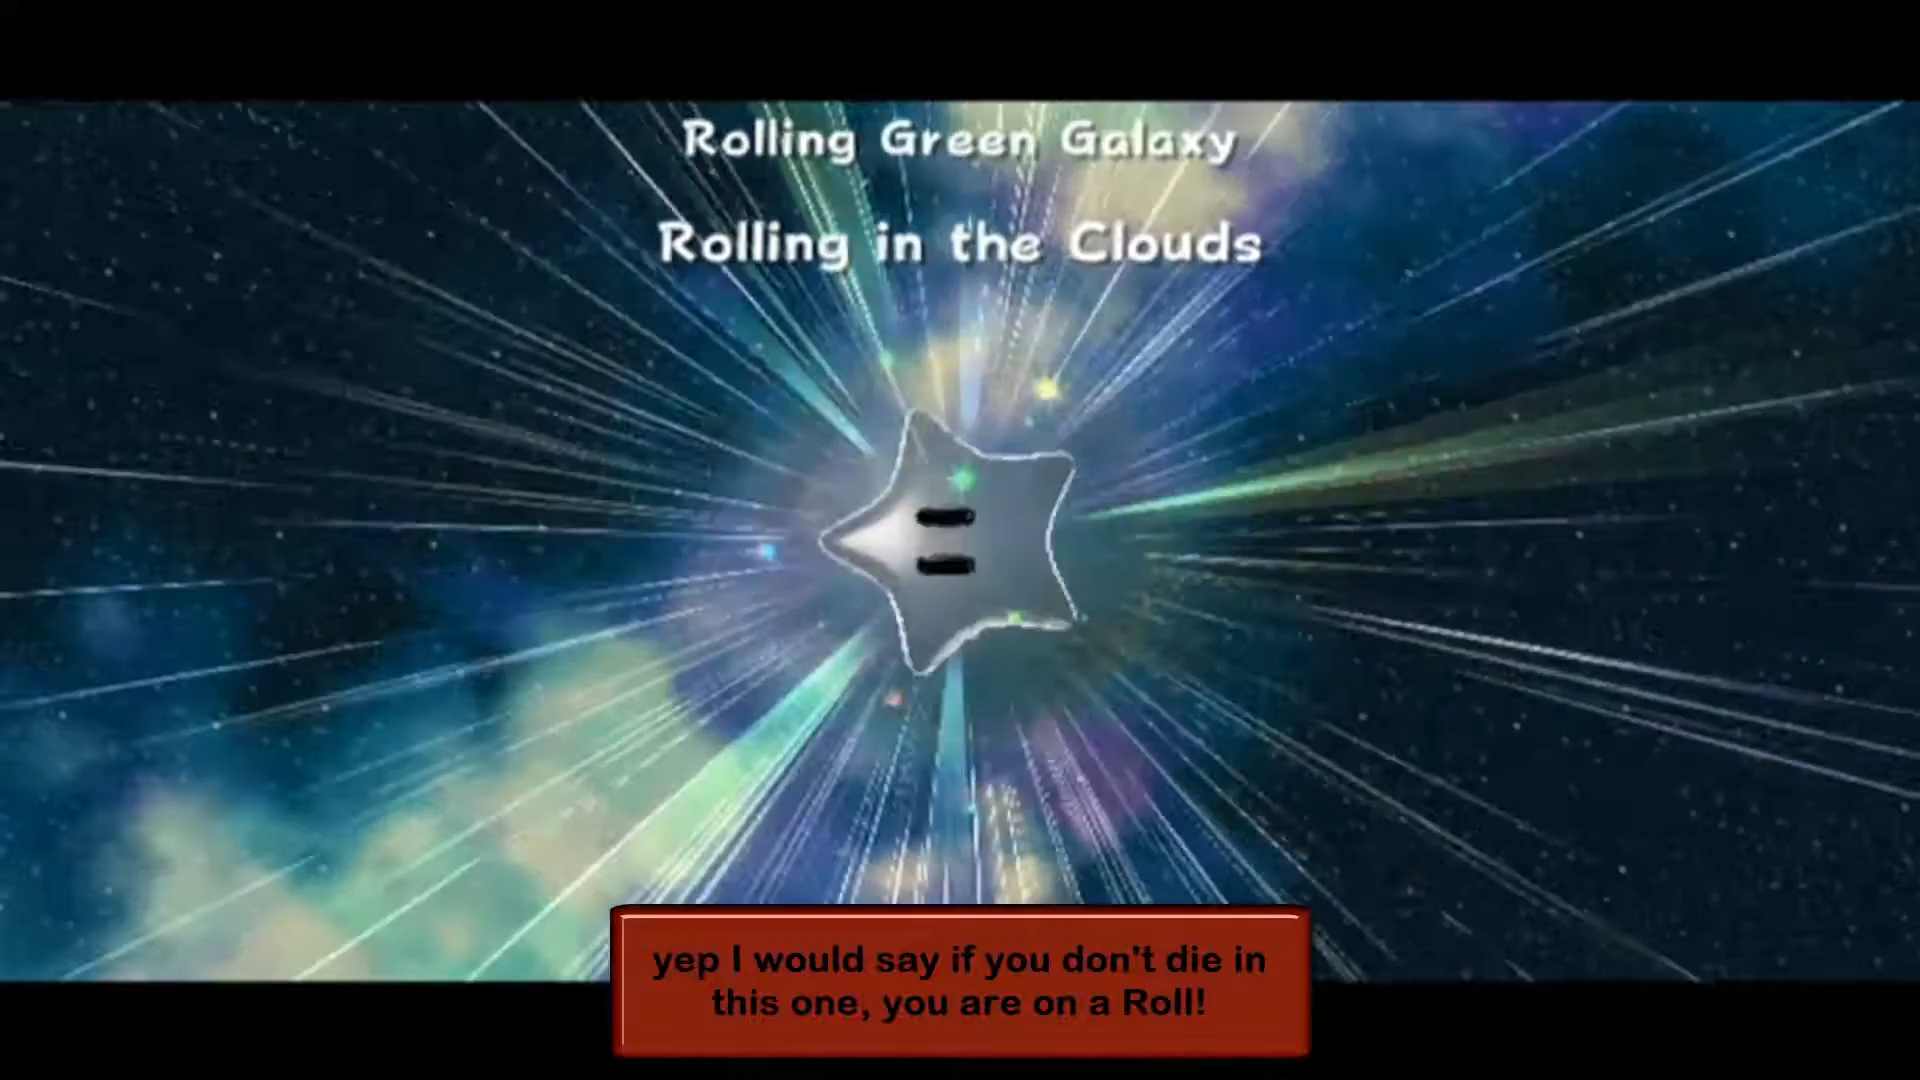 Rolling Green Galaxy
Rolling in the Clouds
yep I would say if you don't die in
this one, you are on a Roll!